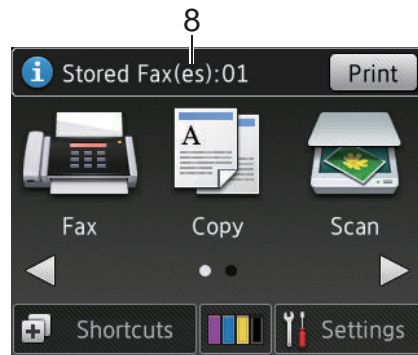 8
i Stored Fax(es):01 Print
A
Fax Copy Scan
Shortcuts Settings